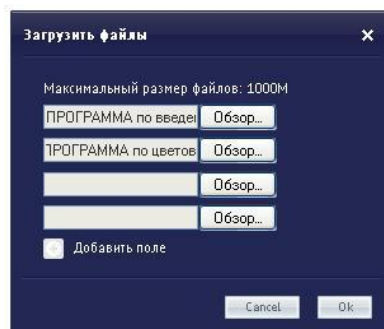 Загрузить файлы
Максимальный размер файлов: 1000М
ПРОГРАММА по введе Обзор...
ПРОГРАММА по цветов Обзор...
Обзор...
Обзор...
Добавить поле
Cancel Ok